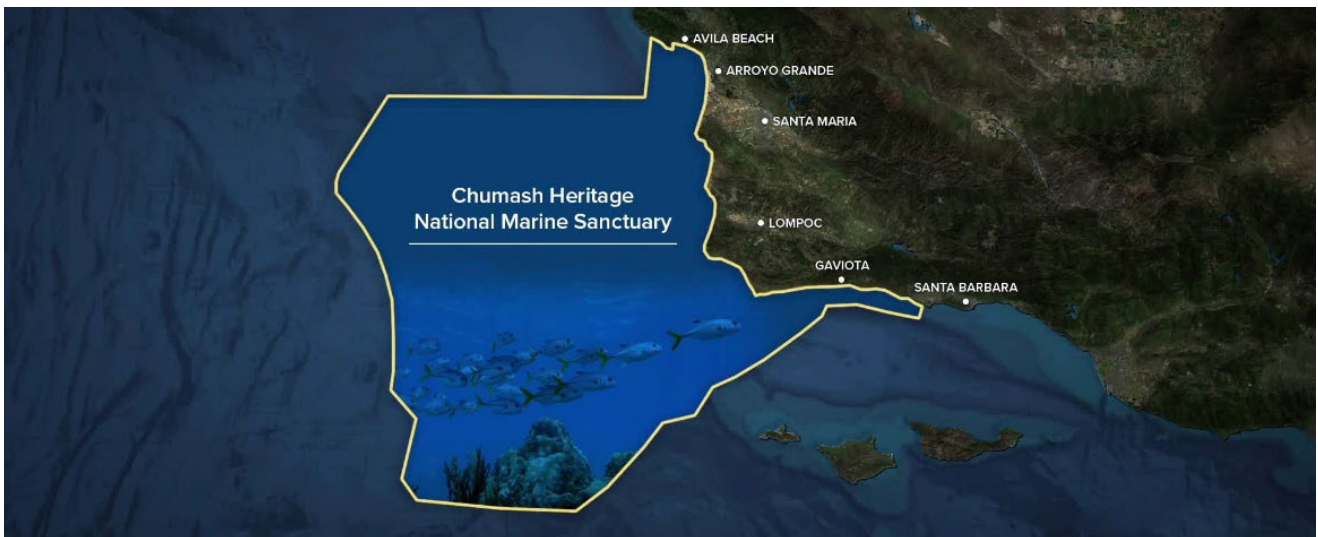 AVILA BEACH
ARROYO GRANDE
SANTA MARIA
Chumash Heritage
National Marine Sanctuary
LOMPOC
GAVIOTA
SANTA BARBARA